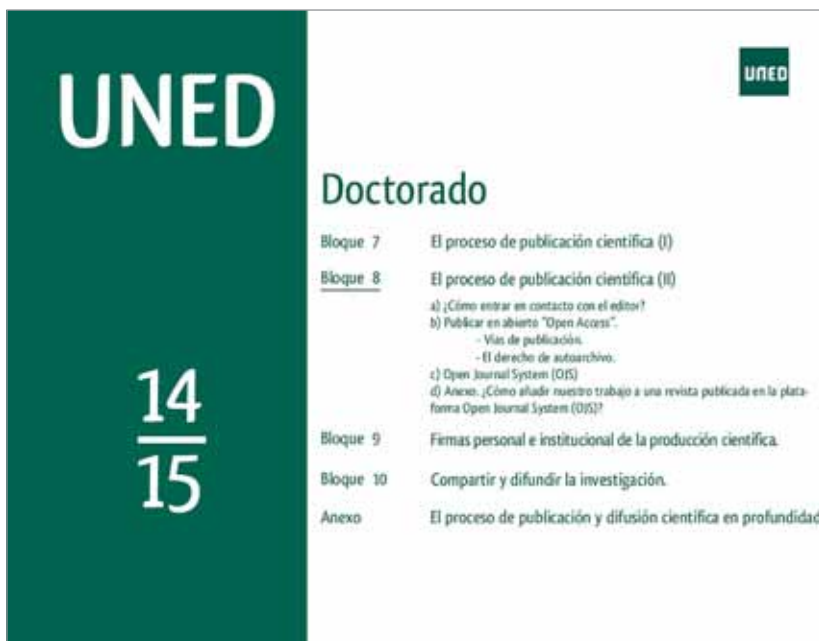 UNED
UNED
Doctorado
Bloque 7 El proceso de publicación científica (I)
Bloque 8 El proceso de publicación científica (II)
a) ¿Cómo entrar en contacto con el editor?
b) Publicar en abierto "Open Access".
- Vías de publicación.
- El derecho de autoarchivo.
c) Open Journal System (OJS)
d) Anexo. ¿Cómo añadir nuestro trabajo a una revista publicada en la plata-
forma Open Journal System (OJS)?
14
15
Bloque 9 Firmas personal e institucional de la producción científica.
Bloque 10 Compartir y difundir la investigación.
Anexo El proceso de publicación y difusión científica en profundidad